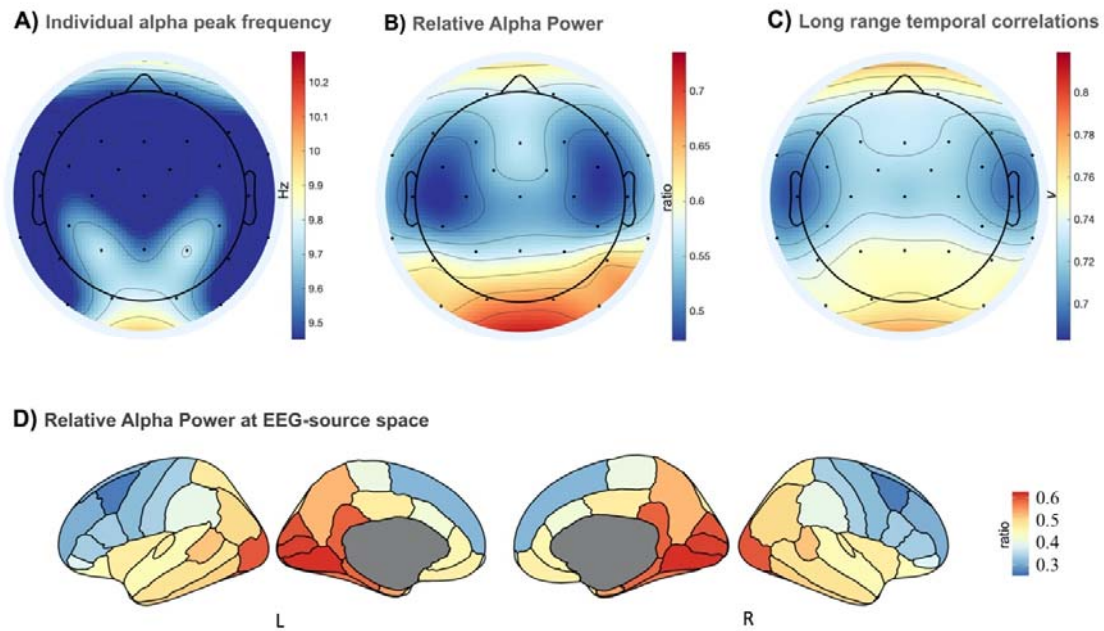 A) Individual alpha peak frequency
B) Relative Alpha Power
C) Long range temporal correlations
10.2
10.1
10
9.9
9.8
9.7
9.6
9.5
Hz
0.7
0.65
0.6
0.55
0.5
ratio
0.8
0.78
0.76
0.74
0.72
0.7
v
D) Relative Alpha Power at EEG-source space
0.6
0.5
0.4
0.3
ratio
L
R